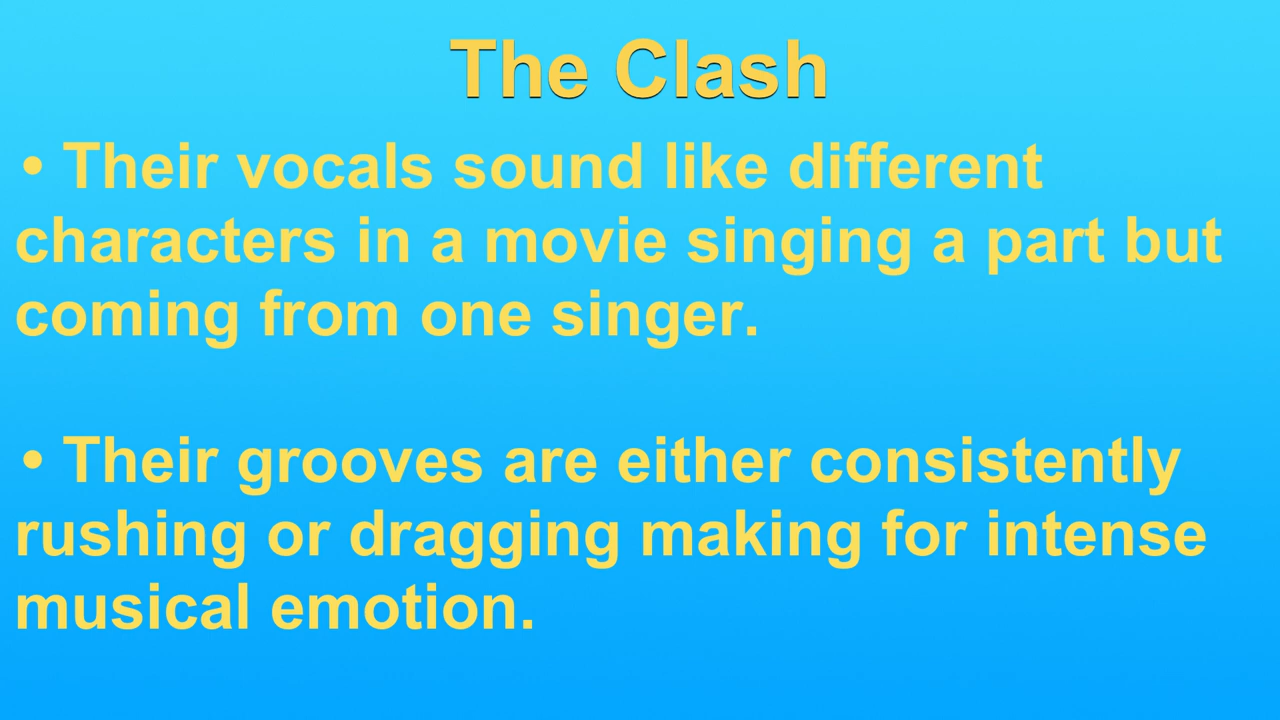 The Clash
• Their vocals sound like different
characters in a movie singing a part but
coming from one singer.
• Their grooves are either consistently
rushing or dragging making for intense
musical emotion.